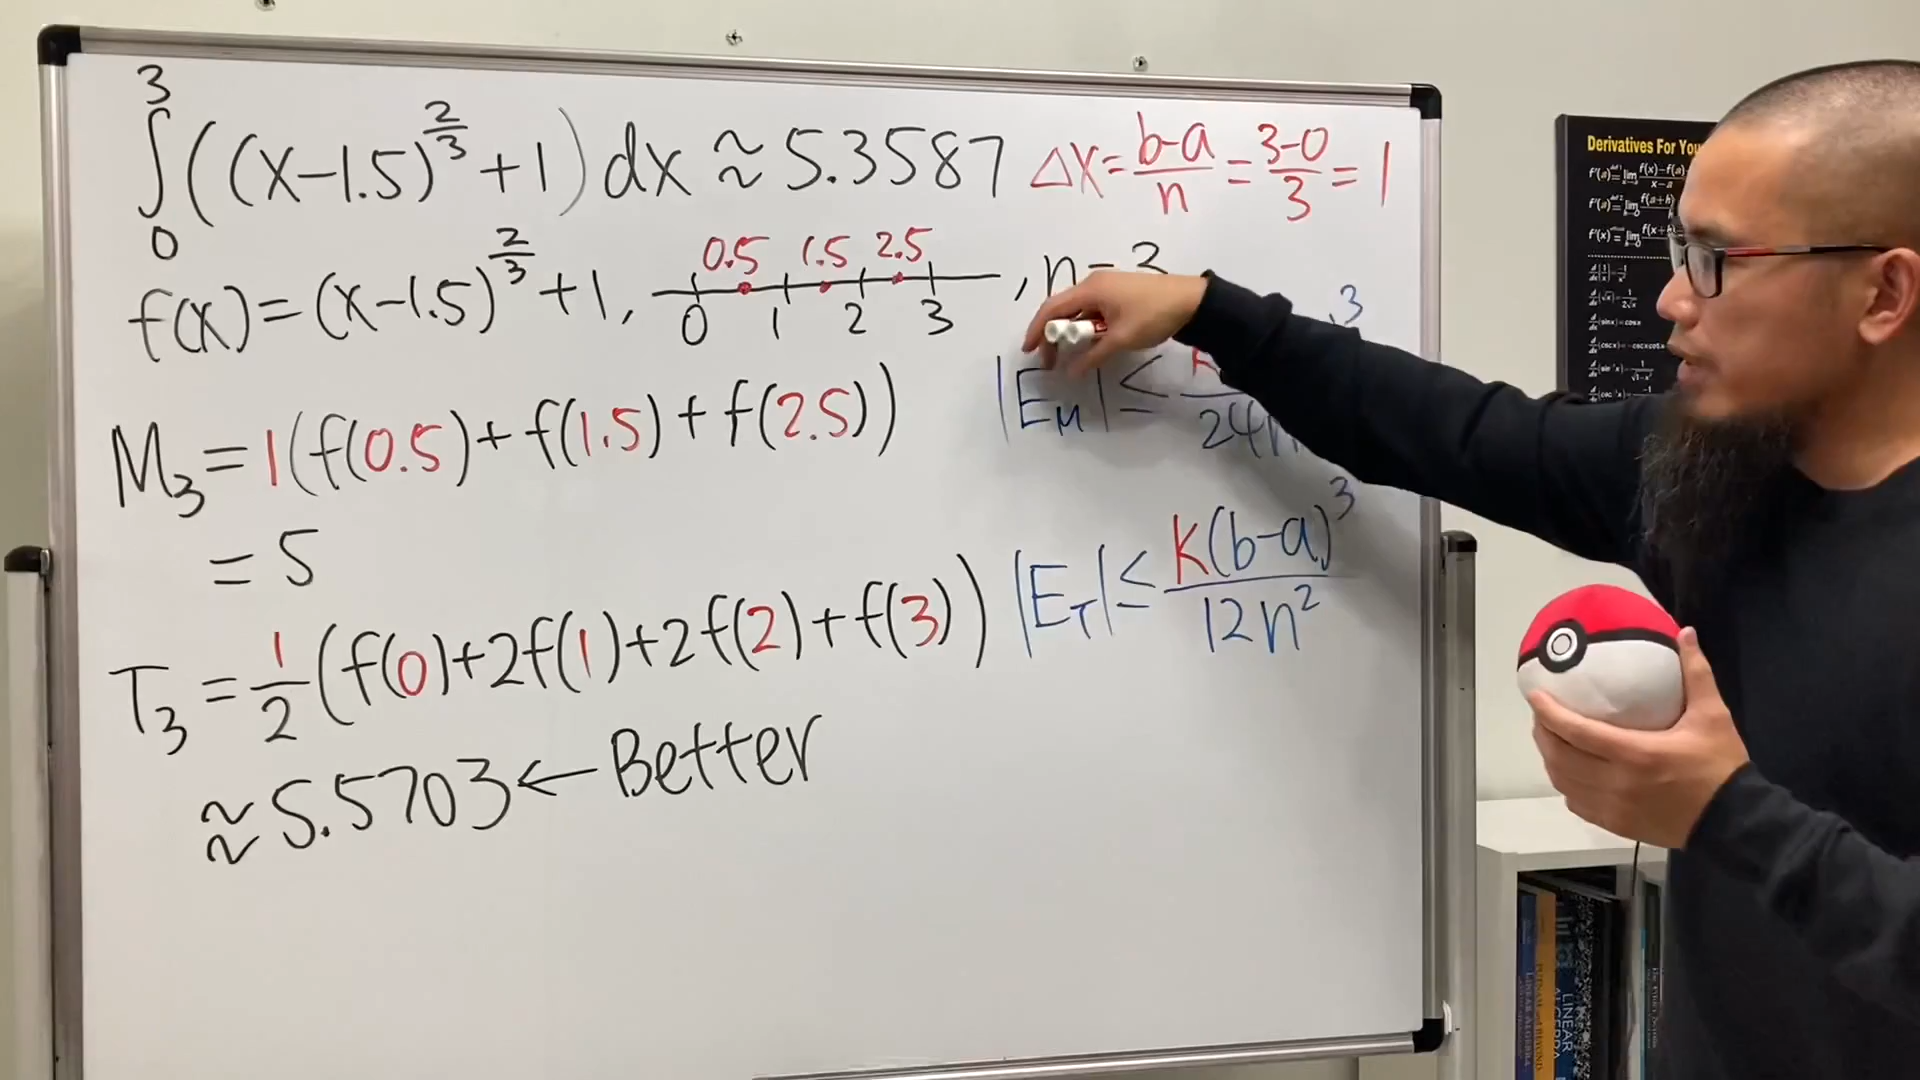 ∫₀³ ((x-1.5)^(2/3) + 1) dx ≈ 5.3587
Δx = (b-a)/n = (3-0)/3 = 1
f(x) = (x-1.5)^(2/3) + 1,
0.5 1.5 2.5
0 1 2 3
, n = 3
M₃ = 1(f(0.5) + f(1.5) + f(2.5))
= 5
|E_M| ≤
24n
3
T₃ = 1/2 (f(0) + 2f(1) + 2f(2) + f(3))
≈ 5.5703 ← Better
|E_T| ≤ K(b-a)³/12n²
Derivatives For You
LINEAR
ALGEBRA